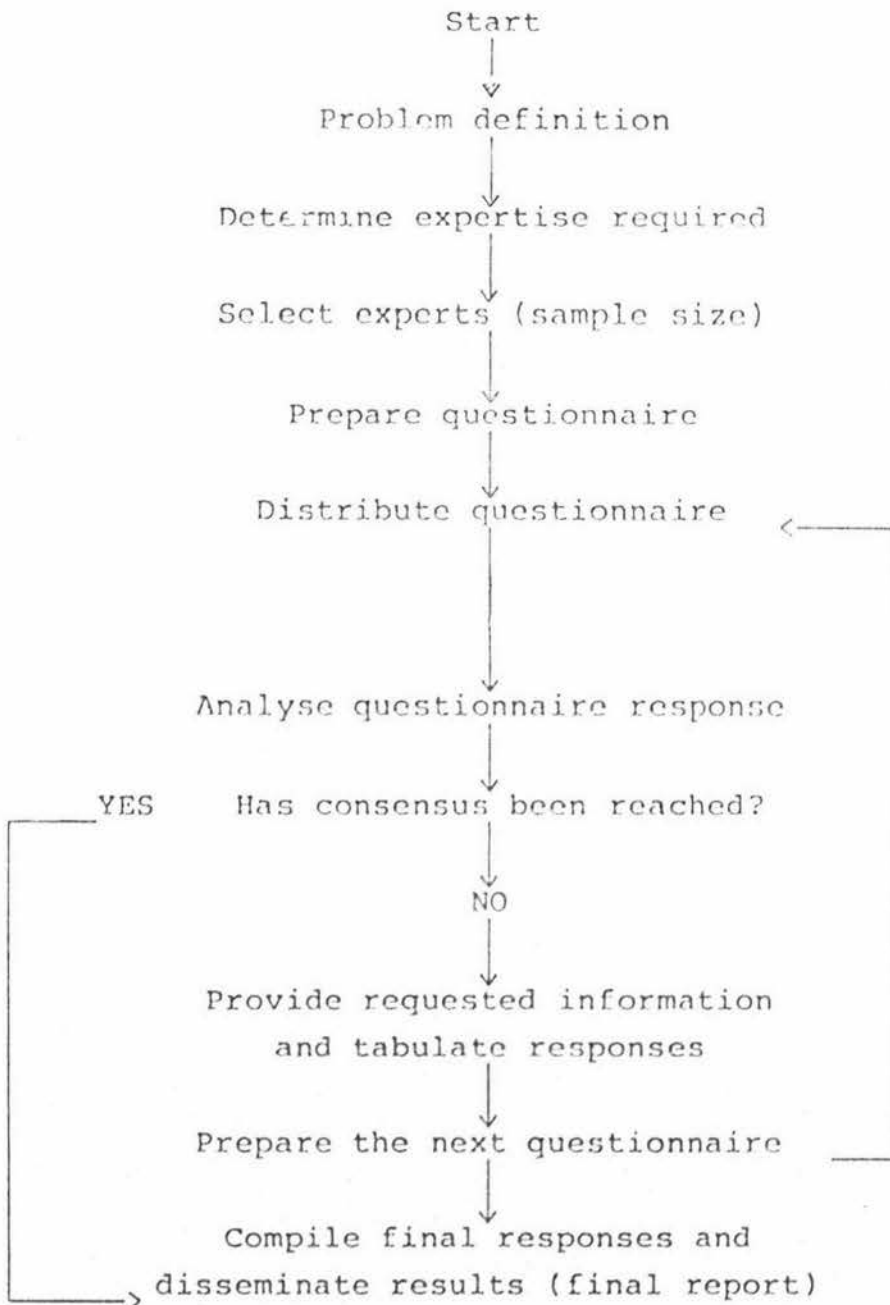 Start
Problem definition
Determine expertise required
Select experts (sample size)
Prepare questionnaire
Distribute questionnaire
Analyse questionnaire response
YES Has consensus been reached?
NO
Provide requested information
and tabulate responses
Prepare the next questionnaire
Compile final responses and
disseminate results (final report)